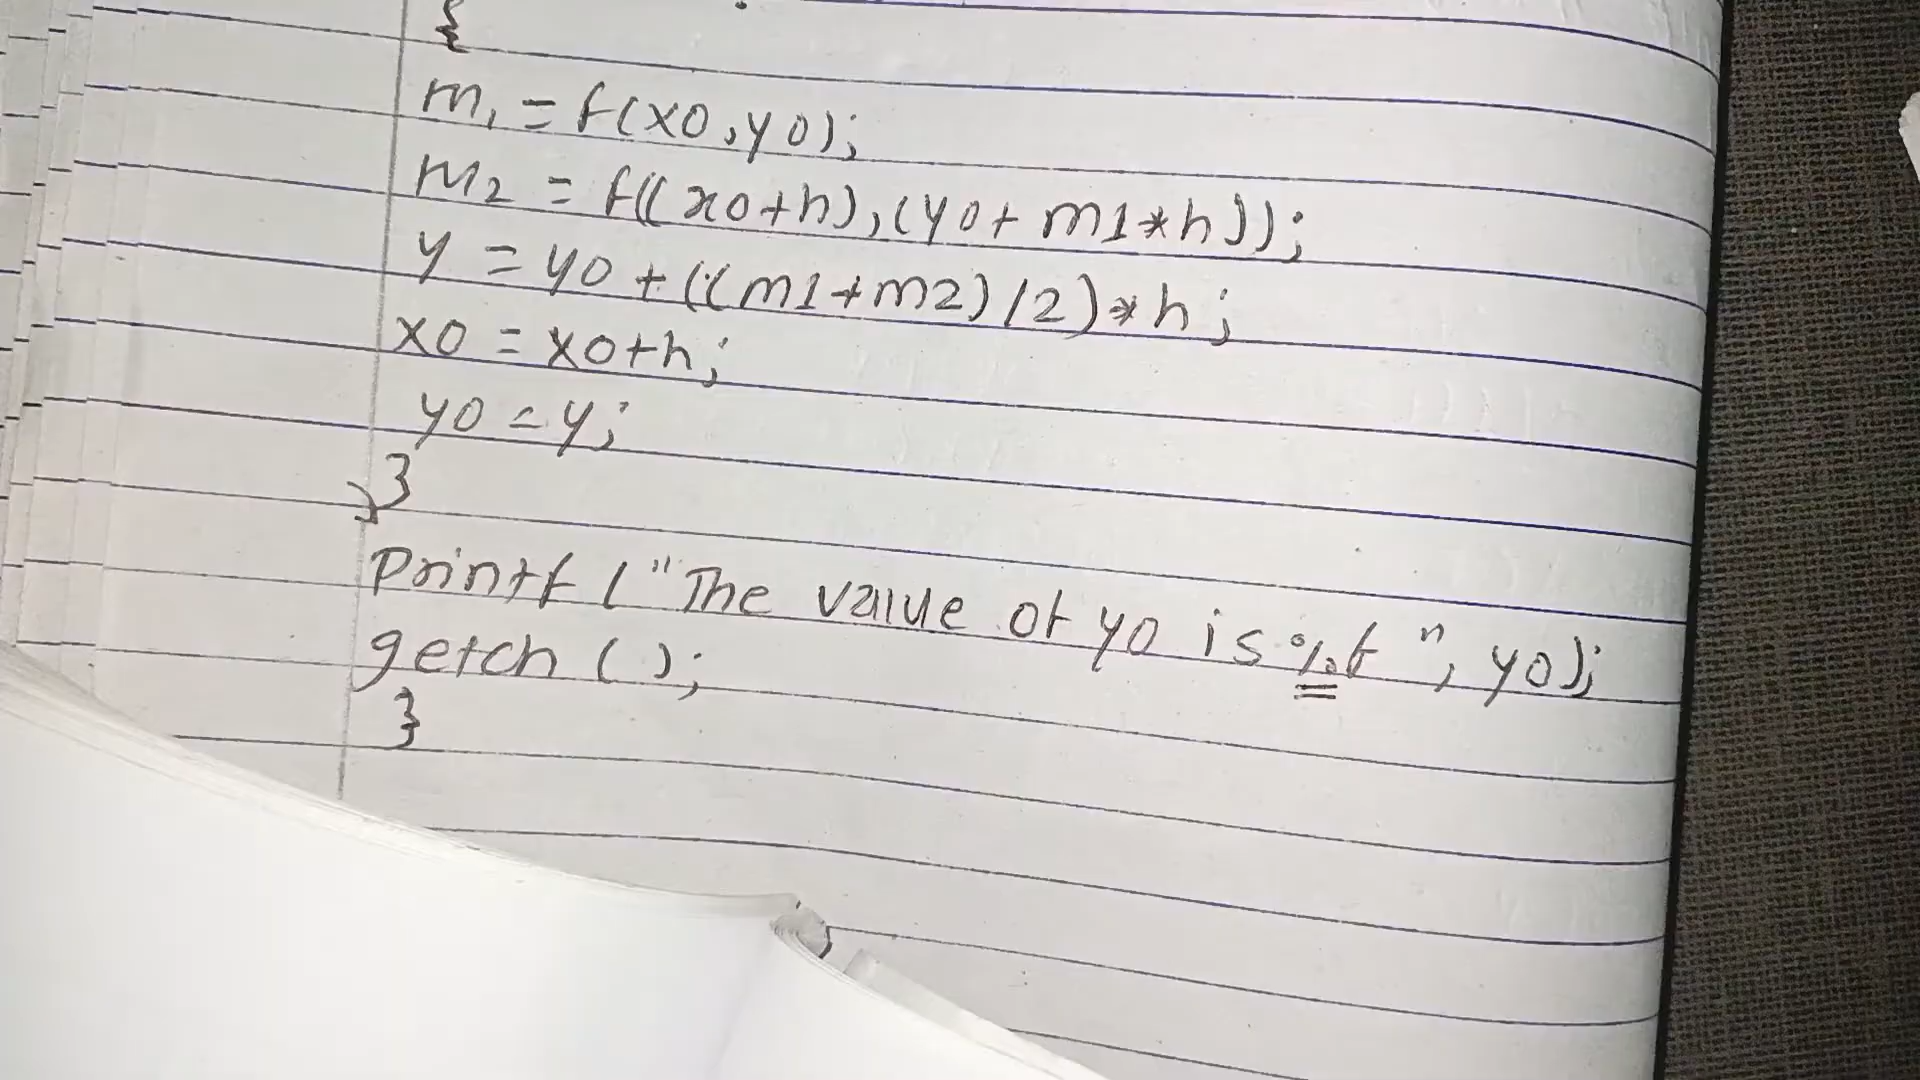 {
m1 = f(x0,y0);
m2 = f((x0+h),(y0+m1*h));
y = y0+((m1+m2)/2)*h;
x0 = x0+h;
y0 = y;
}
printf ("The value of y0 is %f ", y0);
getch ();
}